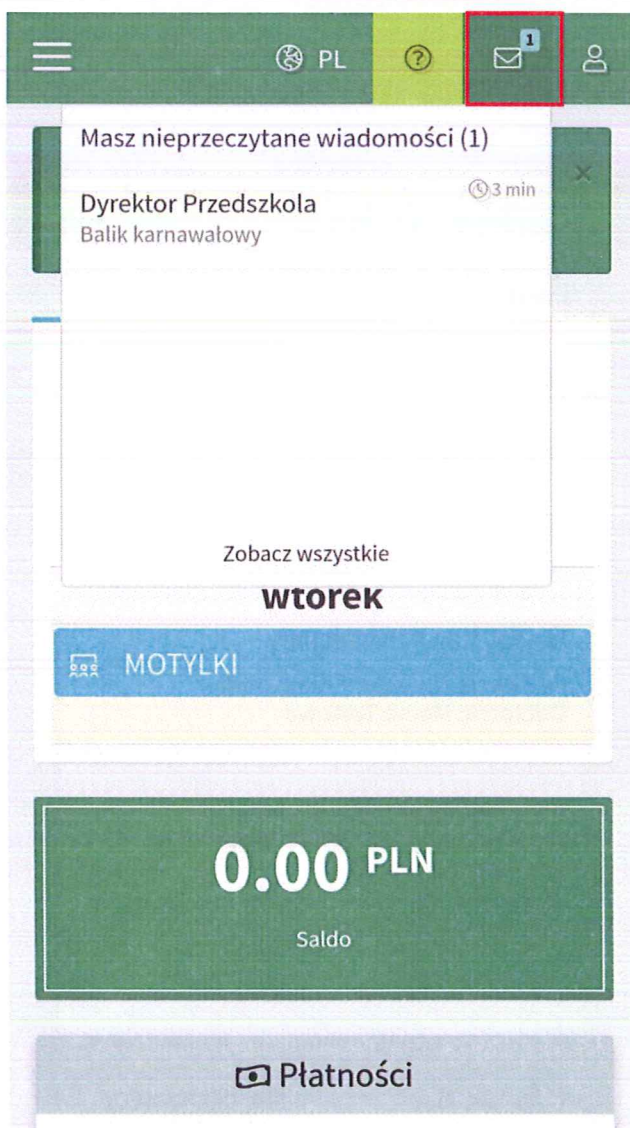 PL
1
Masz nieprzeczytane wiadomości (1)
Dyrektor Przedszkola
3 min
Balik karnawałowy
Zobacz wszystkie
wtorek
MOTYLKI
0.00 PLN
Saldo
Płatności